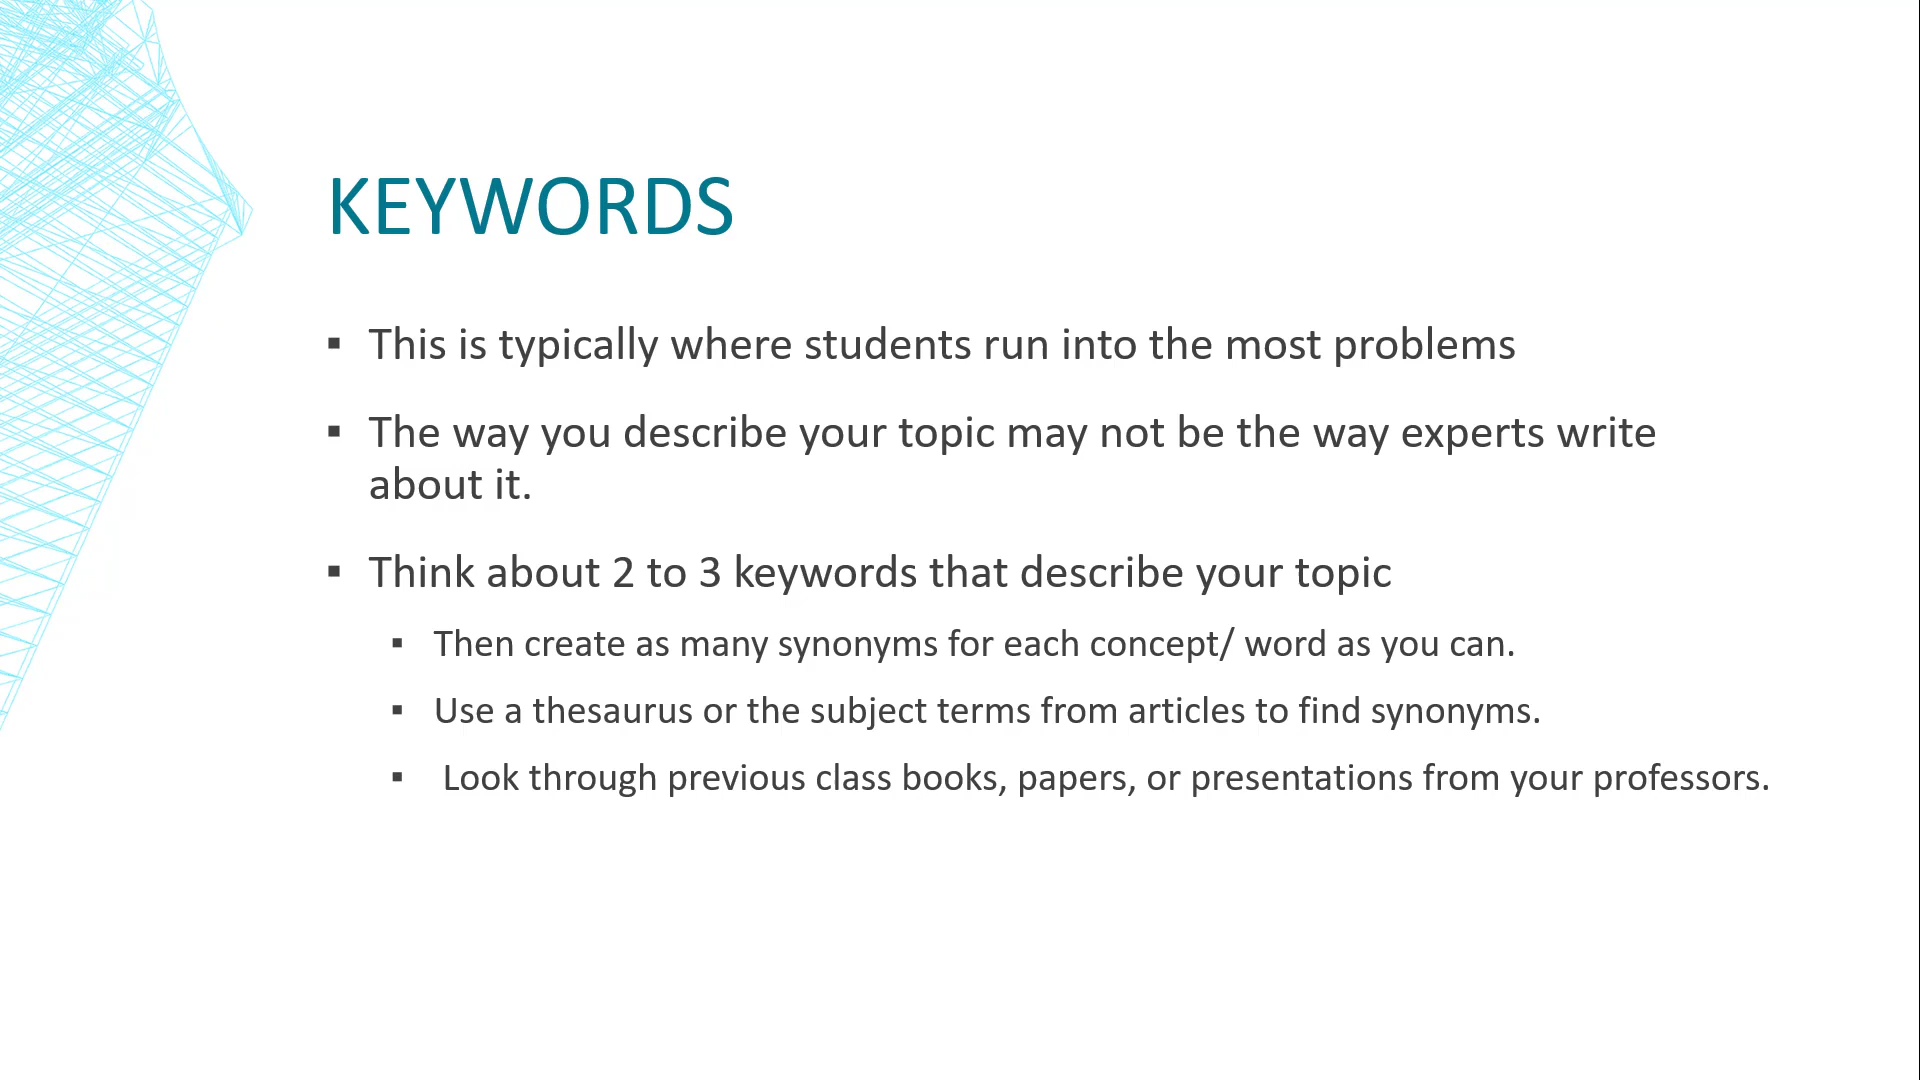 KEYWORDS
▪ This is typically where students run into the most problems
▪ The way you describe your topic may not be the way experts write
about it.
▪ Think about 2 to 3 keywords that describe your topic
▪ Then create as many synonyms for each concept/ word as you can.
▪ Use a thesaurus or the subject terms from articles to find synonyms.
▪ Look through previous class books, papers, or presentations from your professors.